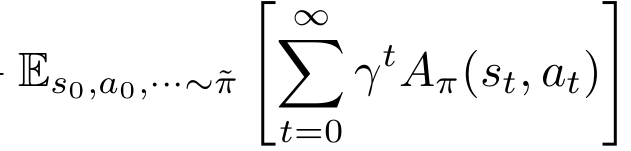 𝔼_{s_0,a_0,⋯∼π̃} [∑_{t=0}^{∞} γ^t A_π(s_t, a_t)]